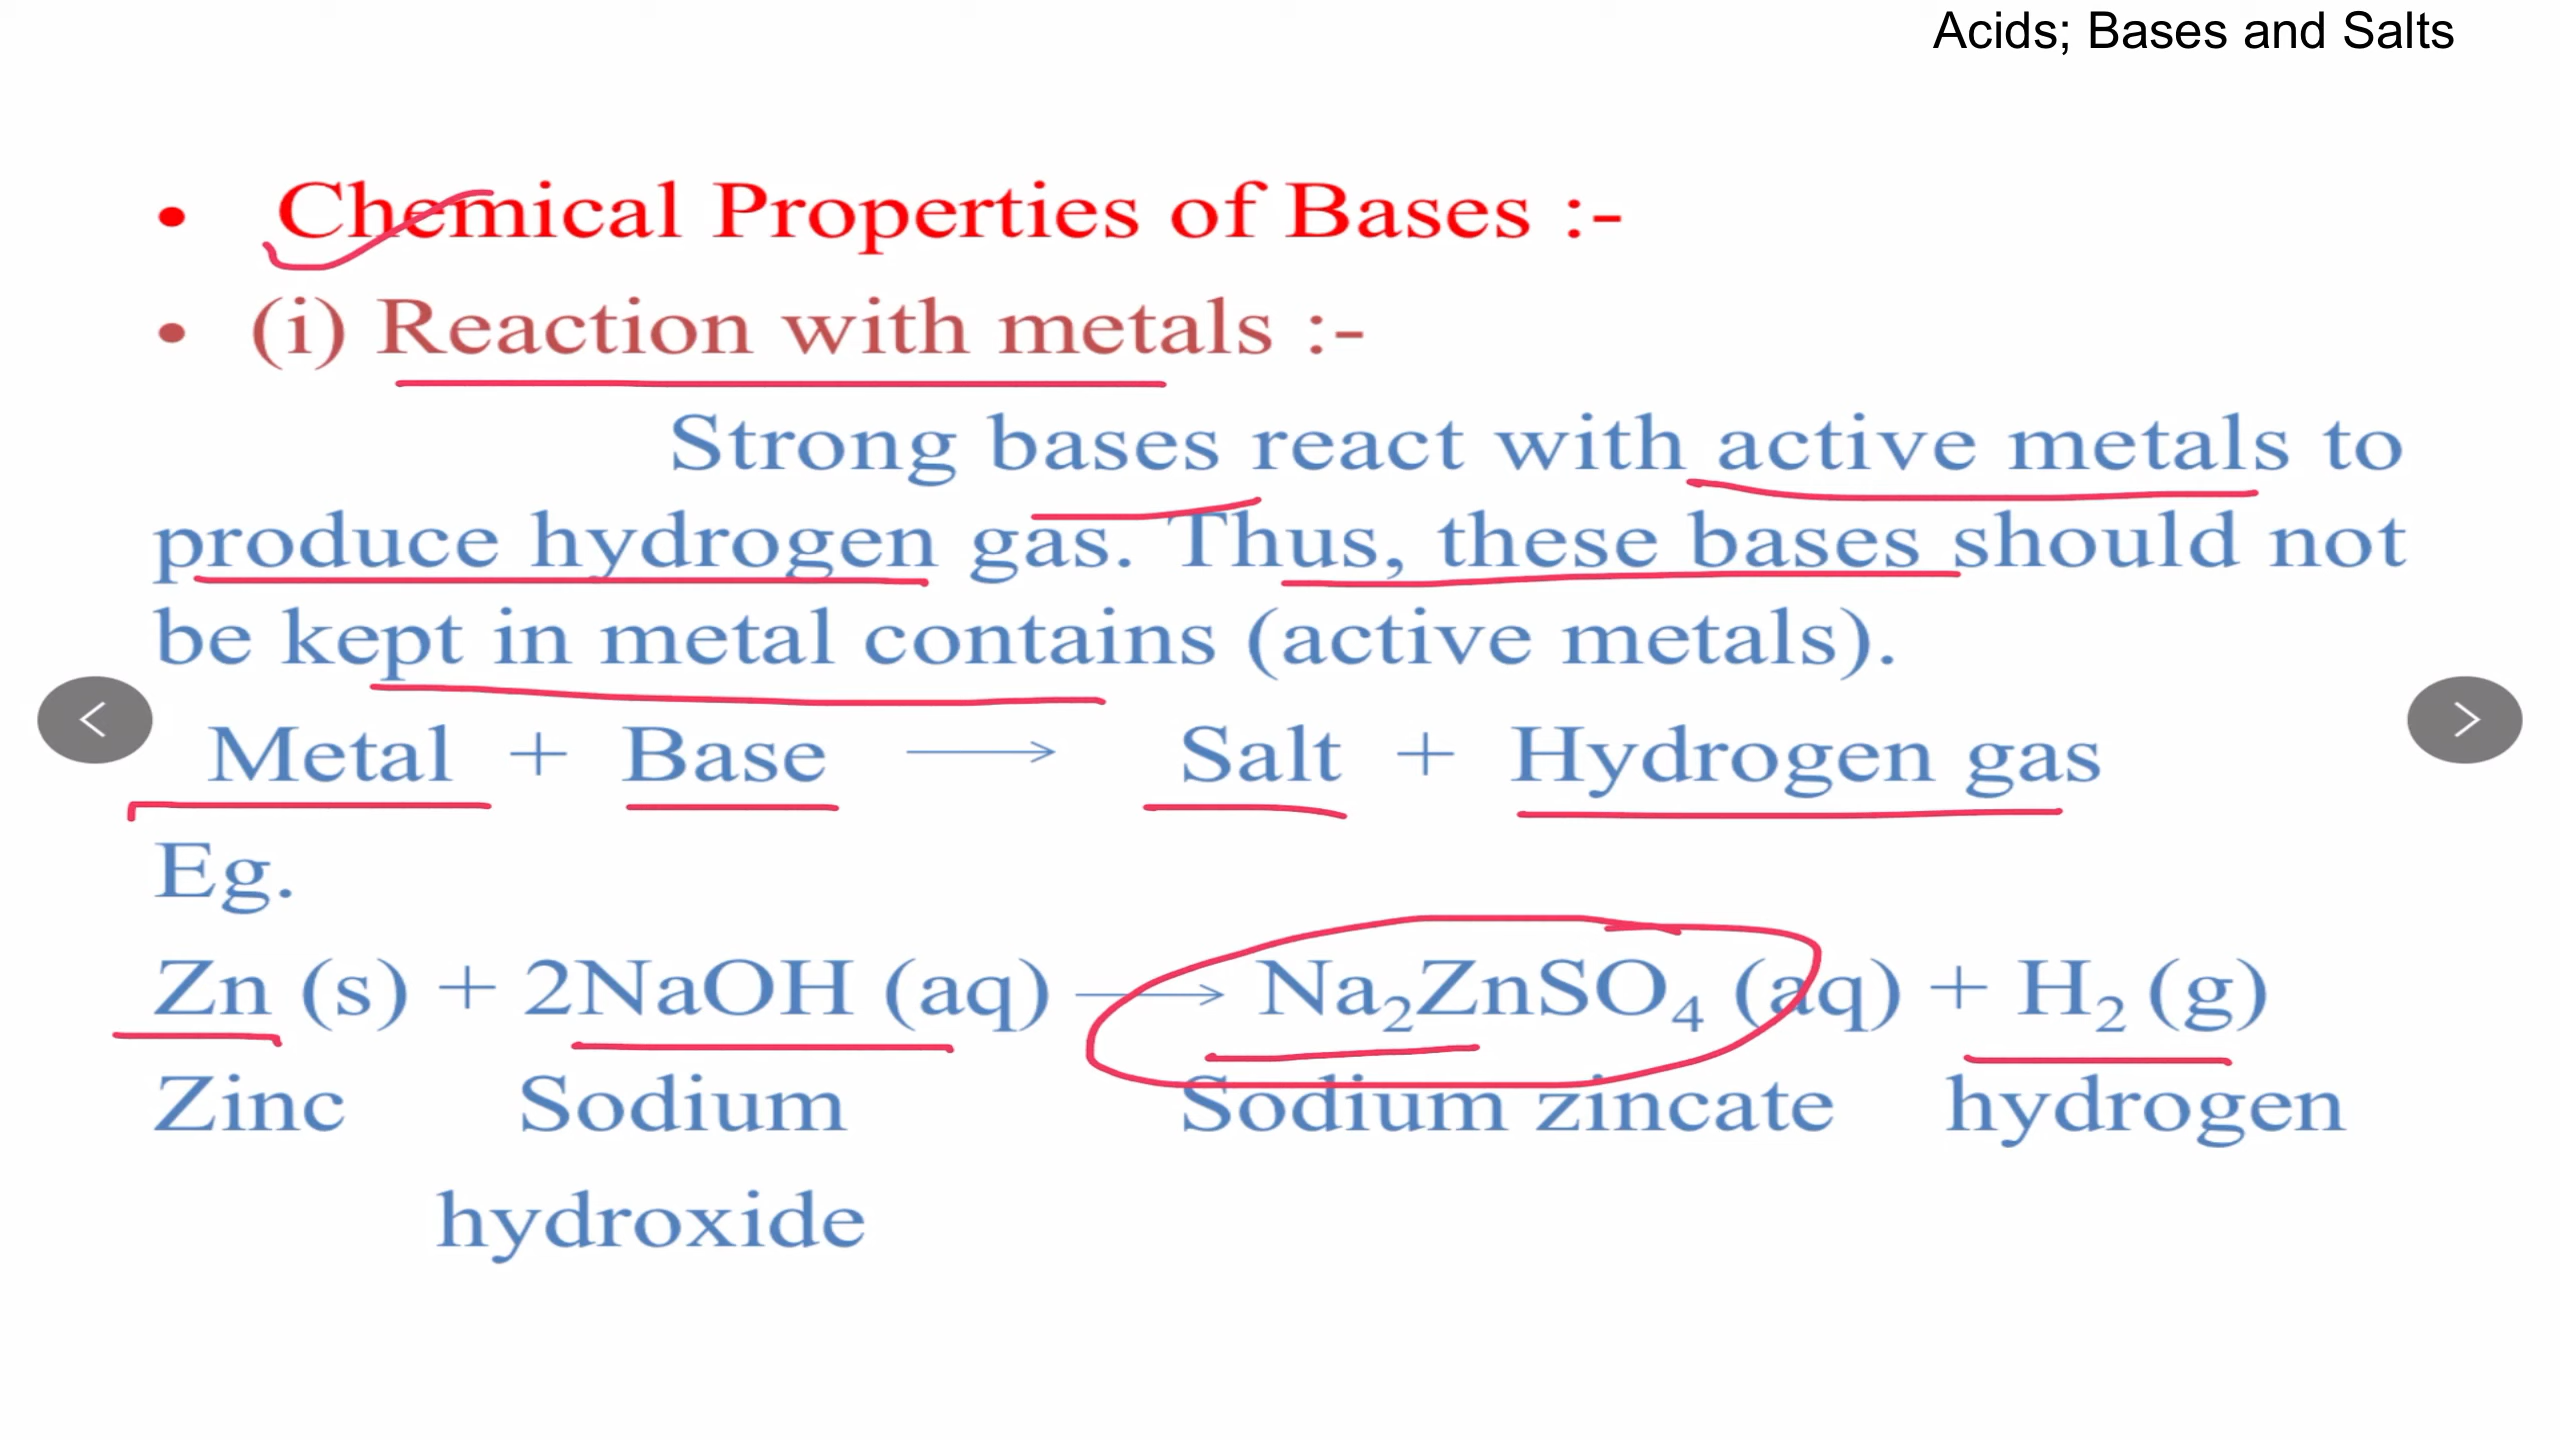 Acids; Bases and Salts
• Chemical Properties of Bases :-
• (i) Reaction with metals :-
Strong bases react with active metals to
produce hydrogen gas. Thus, these bases should not
be kept in metal contains (active metals).
Metal + Base ⟶ Salt + Hydrogen gas
Eg.
Zn (s) + 2NaOH (aq) ⟶ Na₂ZnSO₄ (aq) + H₂ (g)
Zinc Sodium Sodium zincate hydrogen
hydroxide